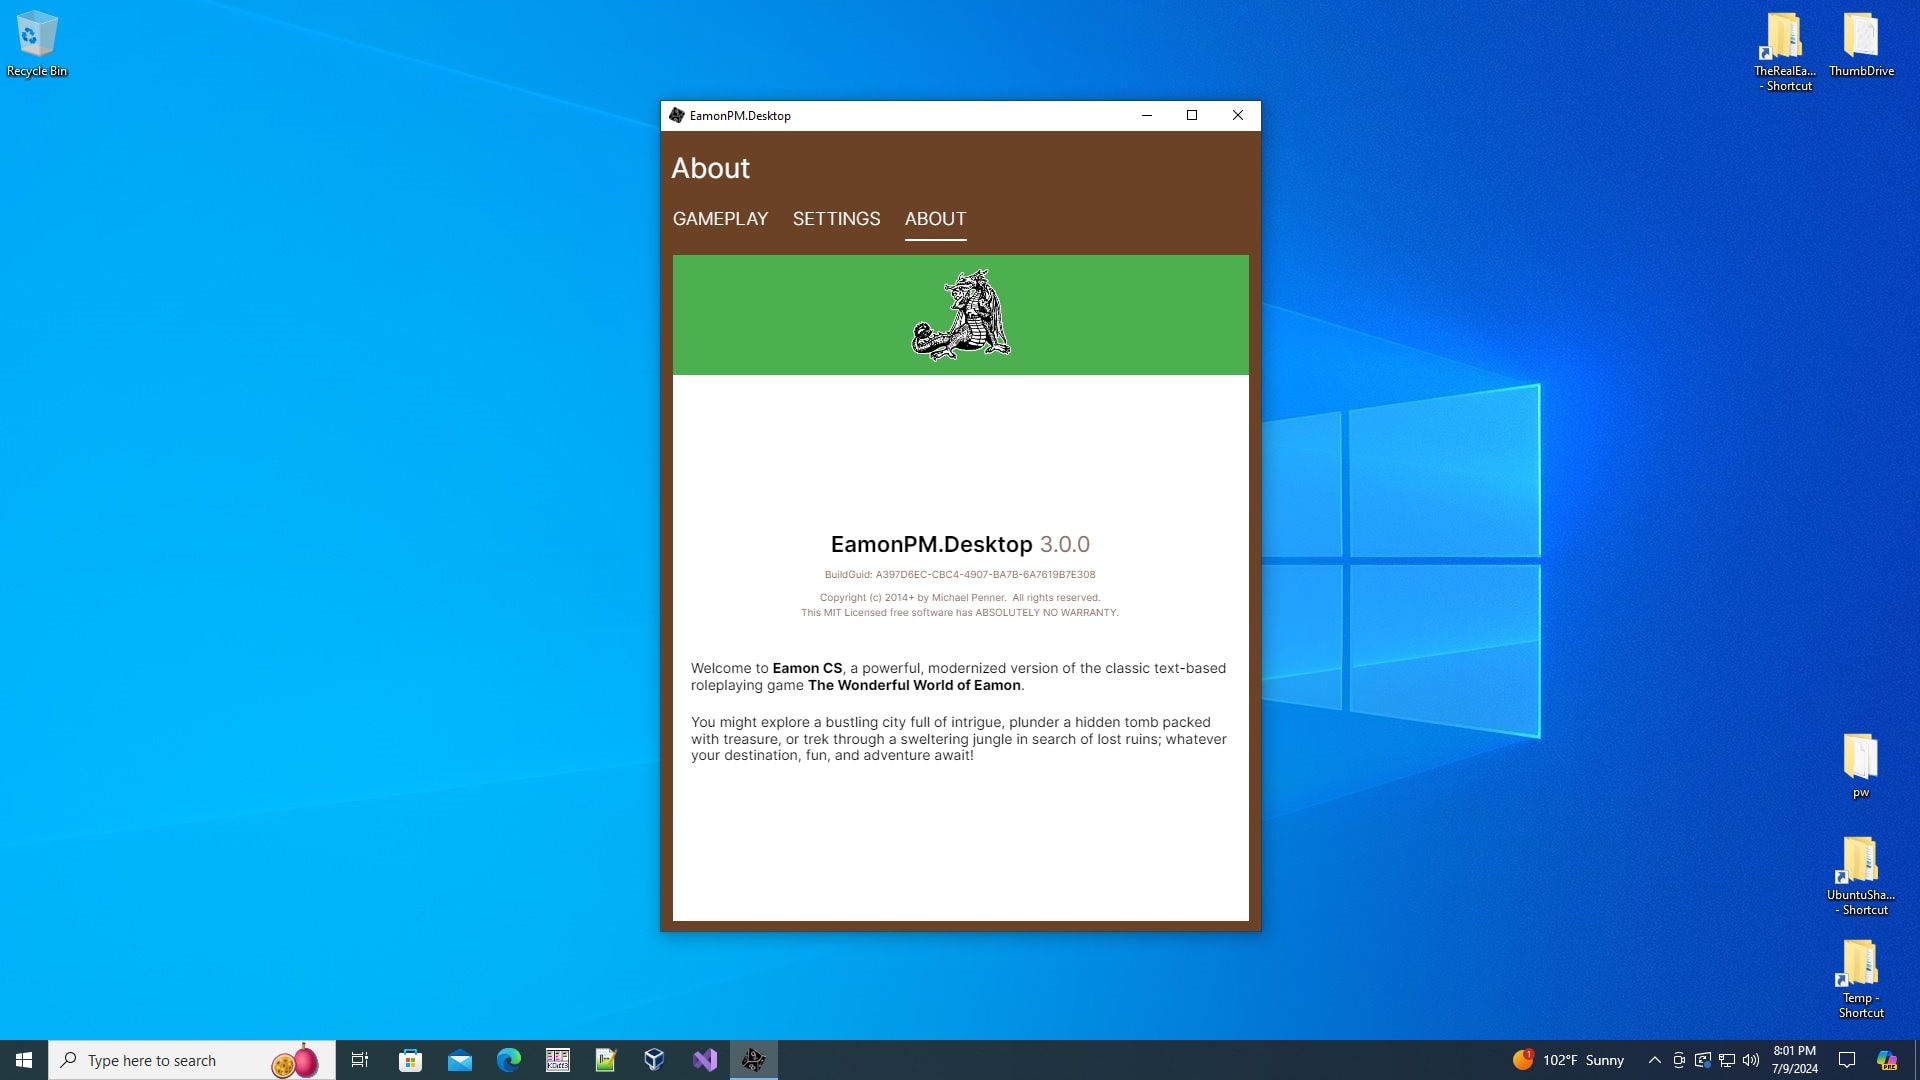 Recycle Bin
TheRealEa...
- Shortcut
ThumbDrive
EamonPM.Desktop
About
GAMEPLAY SETTINGS ABOUT
EamonPM.Desktop 3.0.0
BuildGuid: A397D6EC-CBC4-4907-BA7B-6A7619B7E308
Copyright (c) 2014+ by Michael Penner. All rights reserved.
This MIT Licensed free software has ABSOLUTELY NO WARRANTY.
Welcome to Eamon CS, a powerful, modernized version of the classic text-based
roleplaying game The Wonderful World of Eamon.
You might explore a bustling city full of intrigue, plunder a hidden tomb packed
with treasure, or trek through a sweltering jungle in search of lost ruins; whatever
your destination, fun, and adventure await!
pw
UbuntuSha...
- Shortcut
Temp -
Shortcut
Type here to search
KDiff3
1
102°F Sunny
8:01 PM
7/9/2024
PRE